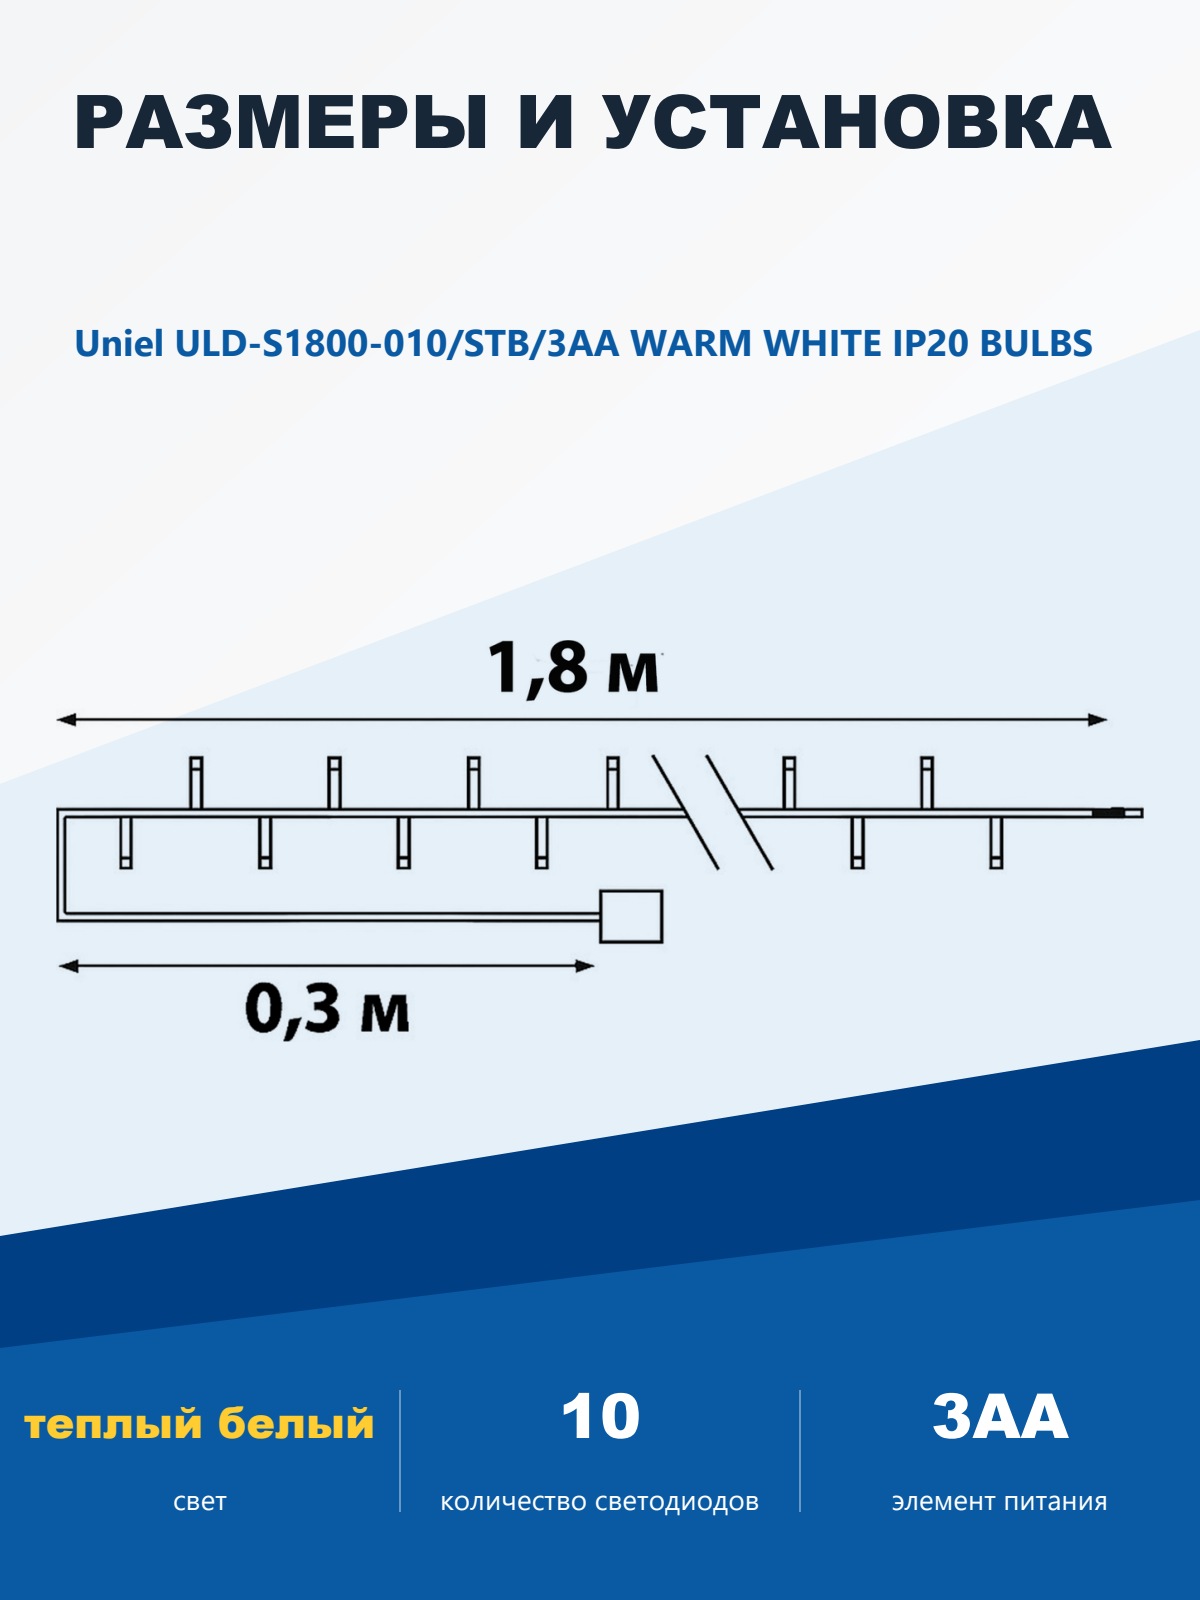 РАЗМЕРЫ И УСТАНОВКА
Uniel ULD-S1800-010/STB/3AA WARM WHITE IP20 BULBS
1,8 м
0,3 м
теплый белый
свет
10
количество светодиодов
3AA
элемент питания